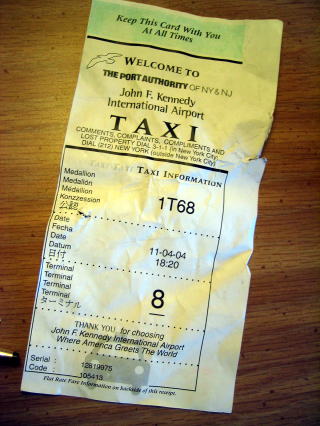 Keep This Card With You
At All Times
WELCOME TO
THE PORT AUTHORITY OF NY & NJ
John F. Kennedy
International Airport
TAXI
COMMENTS, COMPLAINTS, COMPLIMENTS AND
LOST PROPERTY DIAL 3-1-1 (in New York City)
DIAL (212) NEW YORK (outside New York City)
TAXI INFORMATION
Medallion
Medallón
Médaillon
Konzession
公認
1T68
Date
Fecha
Date
Datum
日付
11-04-04
18:20
Terminal
Terminal
Terminal
Terminal
ターミナル
8
THANK YOU for choosing
John F. Kennedy International Airport
Where America Greets The World
Serial : 12619975
Code : 105413
Flat Rate Fare Information on backside of this receipt.